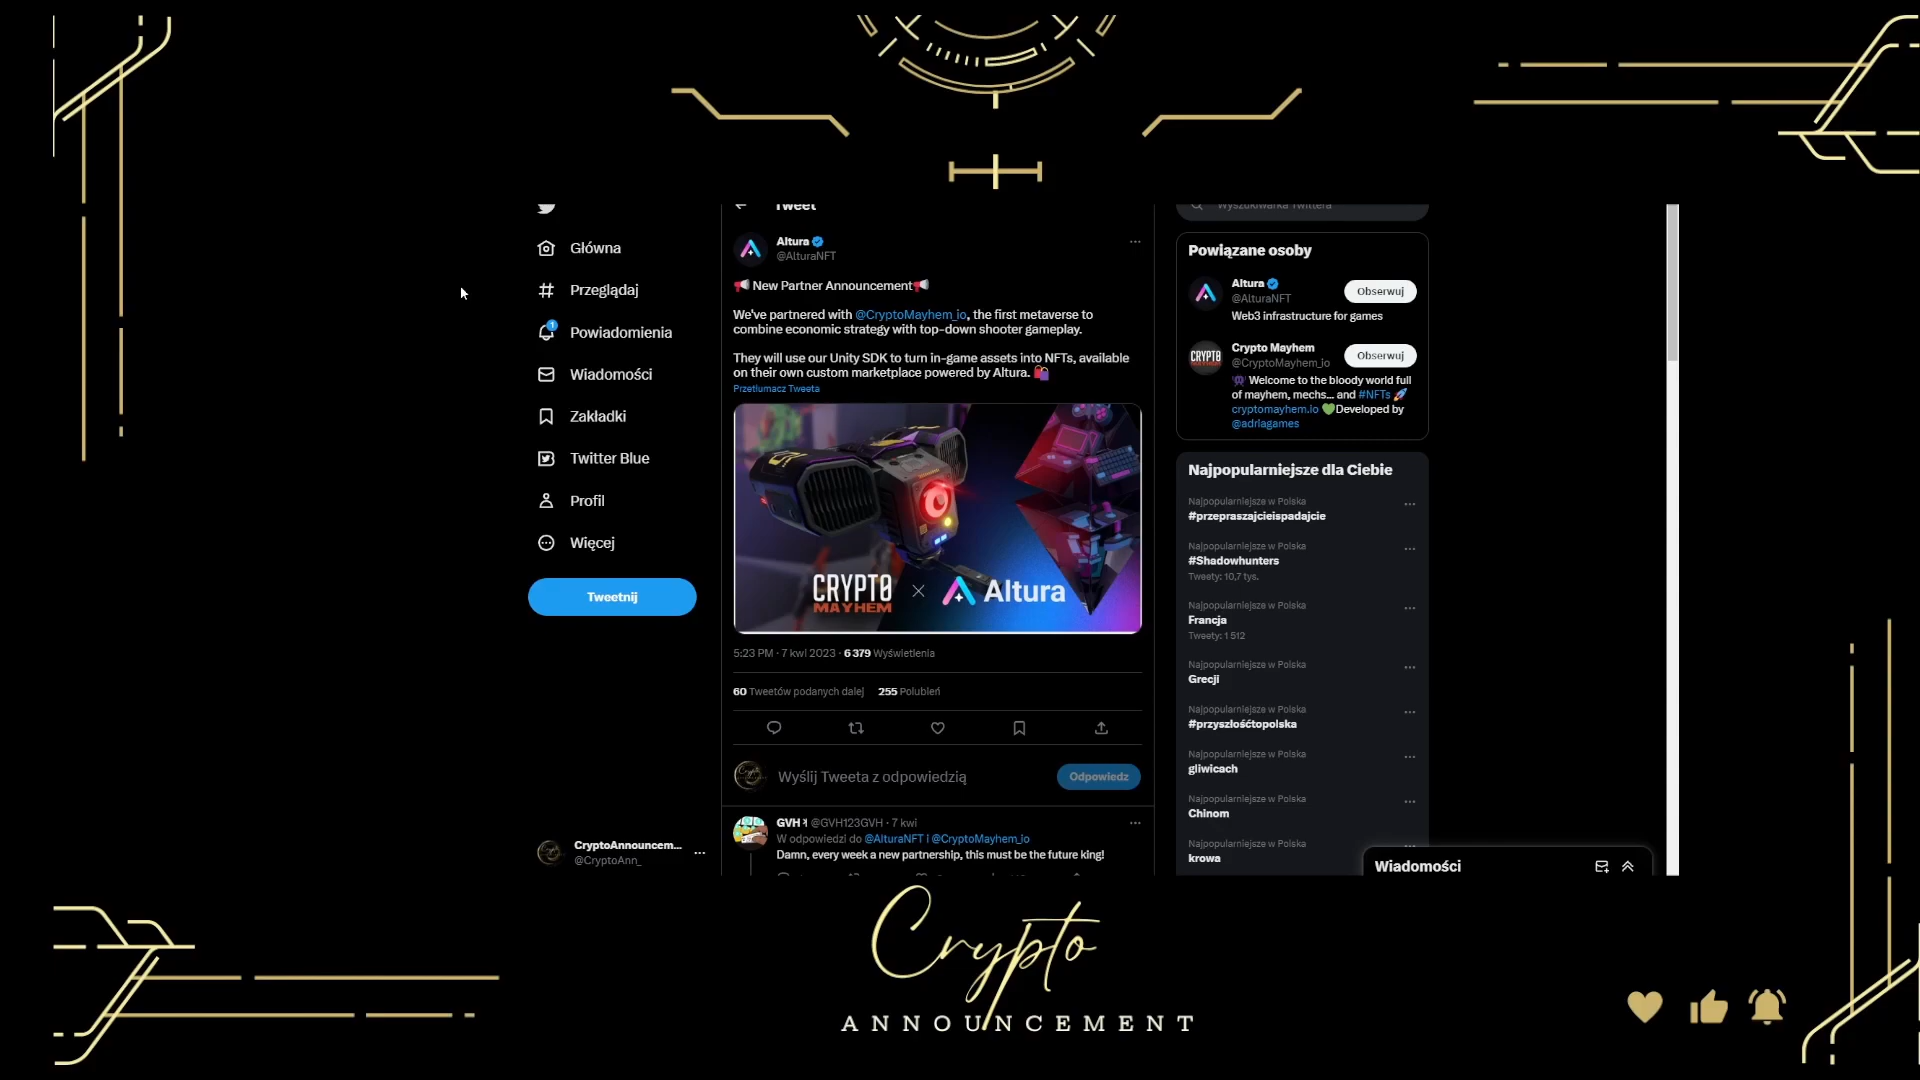 Główna
Przeglądaj
1
Powiadomienia
Wiadomości
Zakładki
Twitter Blue
Profil
Więcej
Tweetnij
CryptoAnnouncem...
@CryptoAnn_
Tweet
Altura
@AlturaNFT
New Partner Announcement
We've partnered with @CryptoMayhem_io, the first metaverse to
combine economic strategy with top-down shooter gameplay.
They will use our Unity SDK to turn in-game assets into NFTs, available
on their own custom marketplace powered by Altura.
Przetłumacz Tweeta
CRYPTO
MAYHEM
Altura
5:23 PM · 7 kwi 2023 · 6 379 Wyświetlenia
60 Tweetów podanych dalej 255 Polubień
Wyślij Tweeta z odpowiedzią
Odpowiedz
GVH @GVH123GVH · 7 kwi
W odpowiedzi do @AlturaNFT i @CryptoMayhem_io
Damn, every week a new partnership, this must be the future king!
Wyszukiwarka Twittera
Powiązane osoby
Altura
@AlturaNFT
Obserwuj
Web3 infrastructure for games
CRYPTO
MAYHEM
Crypto Mayhem
@CryptoMayhem_io
Obserwuj
Welcome to the bloody world full
of mayhem, mechs... and #NFTs
cryptomayhem.io Developed by
@adriagames
Najpopularniejsze dla Ciebie
Najpopularniejsze w Polska
#przepraszajcieispadajcie
Najpopularniejsze w Polska
#Shadowhunters
Tweety: 10,7 tys.
Najpopularniejsze w Polska
Francja
Tweety: 1 512
Najpopularniejsze w Polska
Grecji
Najpopularniejsze w Polska
#przyszłośćtopolska
Najpopularniejsze w Polska
gliwicach
Najpopularniejsze w Polska
Chinom
Najpopularniejsze w Polska
krowa
Wiadomości
Crypto
ANNOUNCEMENT